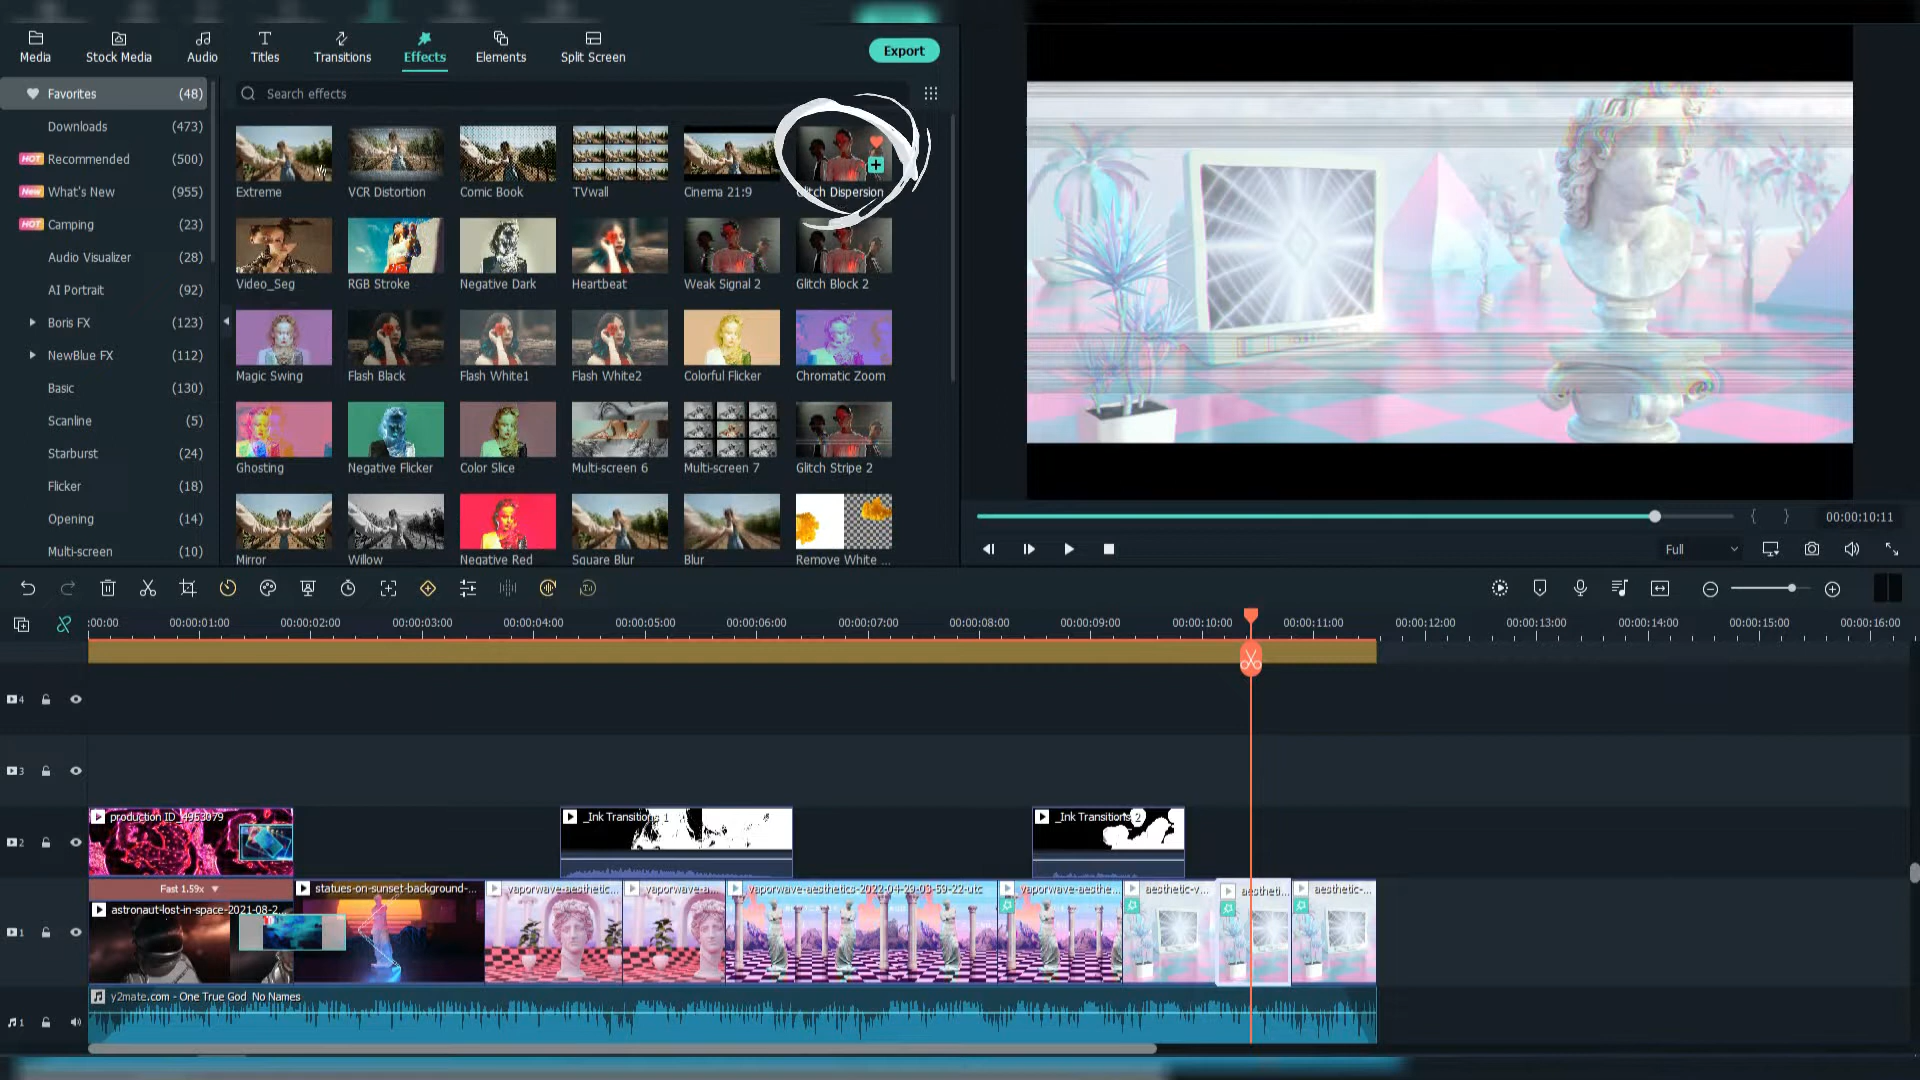 Media
Stock Media
Audio
Titles
Transitions
Effects
Elements
Split Screen
Export
Favorites (48)
Search effects
Downloads (473)
HOT Recommended (500)
New What's New (955)
HOT Camping (23)
Audio Visualizer (28)
AI Portrait (92)
Boris FX (123)
NewBlue FX (112)
Basic (130)
Scanline (5)
Starburst (24)
Flicker (18)
Opening (14)
Multi-screen (10)
Extreme
VCR Distortion
Comic Book
TVwall
Cinema 21:9
Glitch Dispersion
Video_Seg
RGB Stroke
Negative Dark
Heartbeat
Weak Signal 2
Glitch Block 2
Magic Swing
Flash Black
Flash White1
Flash White2
Colorful Flicker
Chromatic Zoom
Ghosting
Negative Flicker
Color Slice
Multi-screen 6
Multi-screen 7
Glitch Stripe 2
Mirror
Willow
Negative Red
Square Blur
Blur
Remove White ...
{ } 00:00:10:11
Full
:00:00 00:00:01:00 00:00:02:00 00:00:03:00 00:00:04:00 00:00:05:00 00:00:06:00 00:00:07:00 00:00:08:00 00:00:09:00 00:00:10:00 00:00:11:00 00:00:12:00 00:00:13:00 00:00:14:00 00:00:15:00 00:00:16:00
4
3
production ID_4963079
_Ink Transitions 1
_Ink Transitions 2
2
Fast 1.59x
astronaut-lost-in-space-2021-08-2...
statues-on-sunset-background-...
vaporwave-aesthetic...
vaporwave-a...
vaporwave-aesthetics-2022-04-29-03-59-22-utc
vaporwave-aesthe...
aesthetic-v...
aestheti...
aesthetic-...
1
y2mate.com - One True God No Names
1